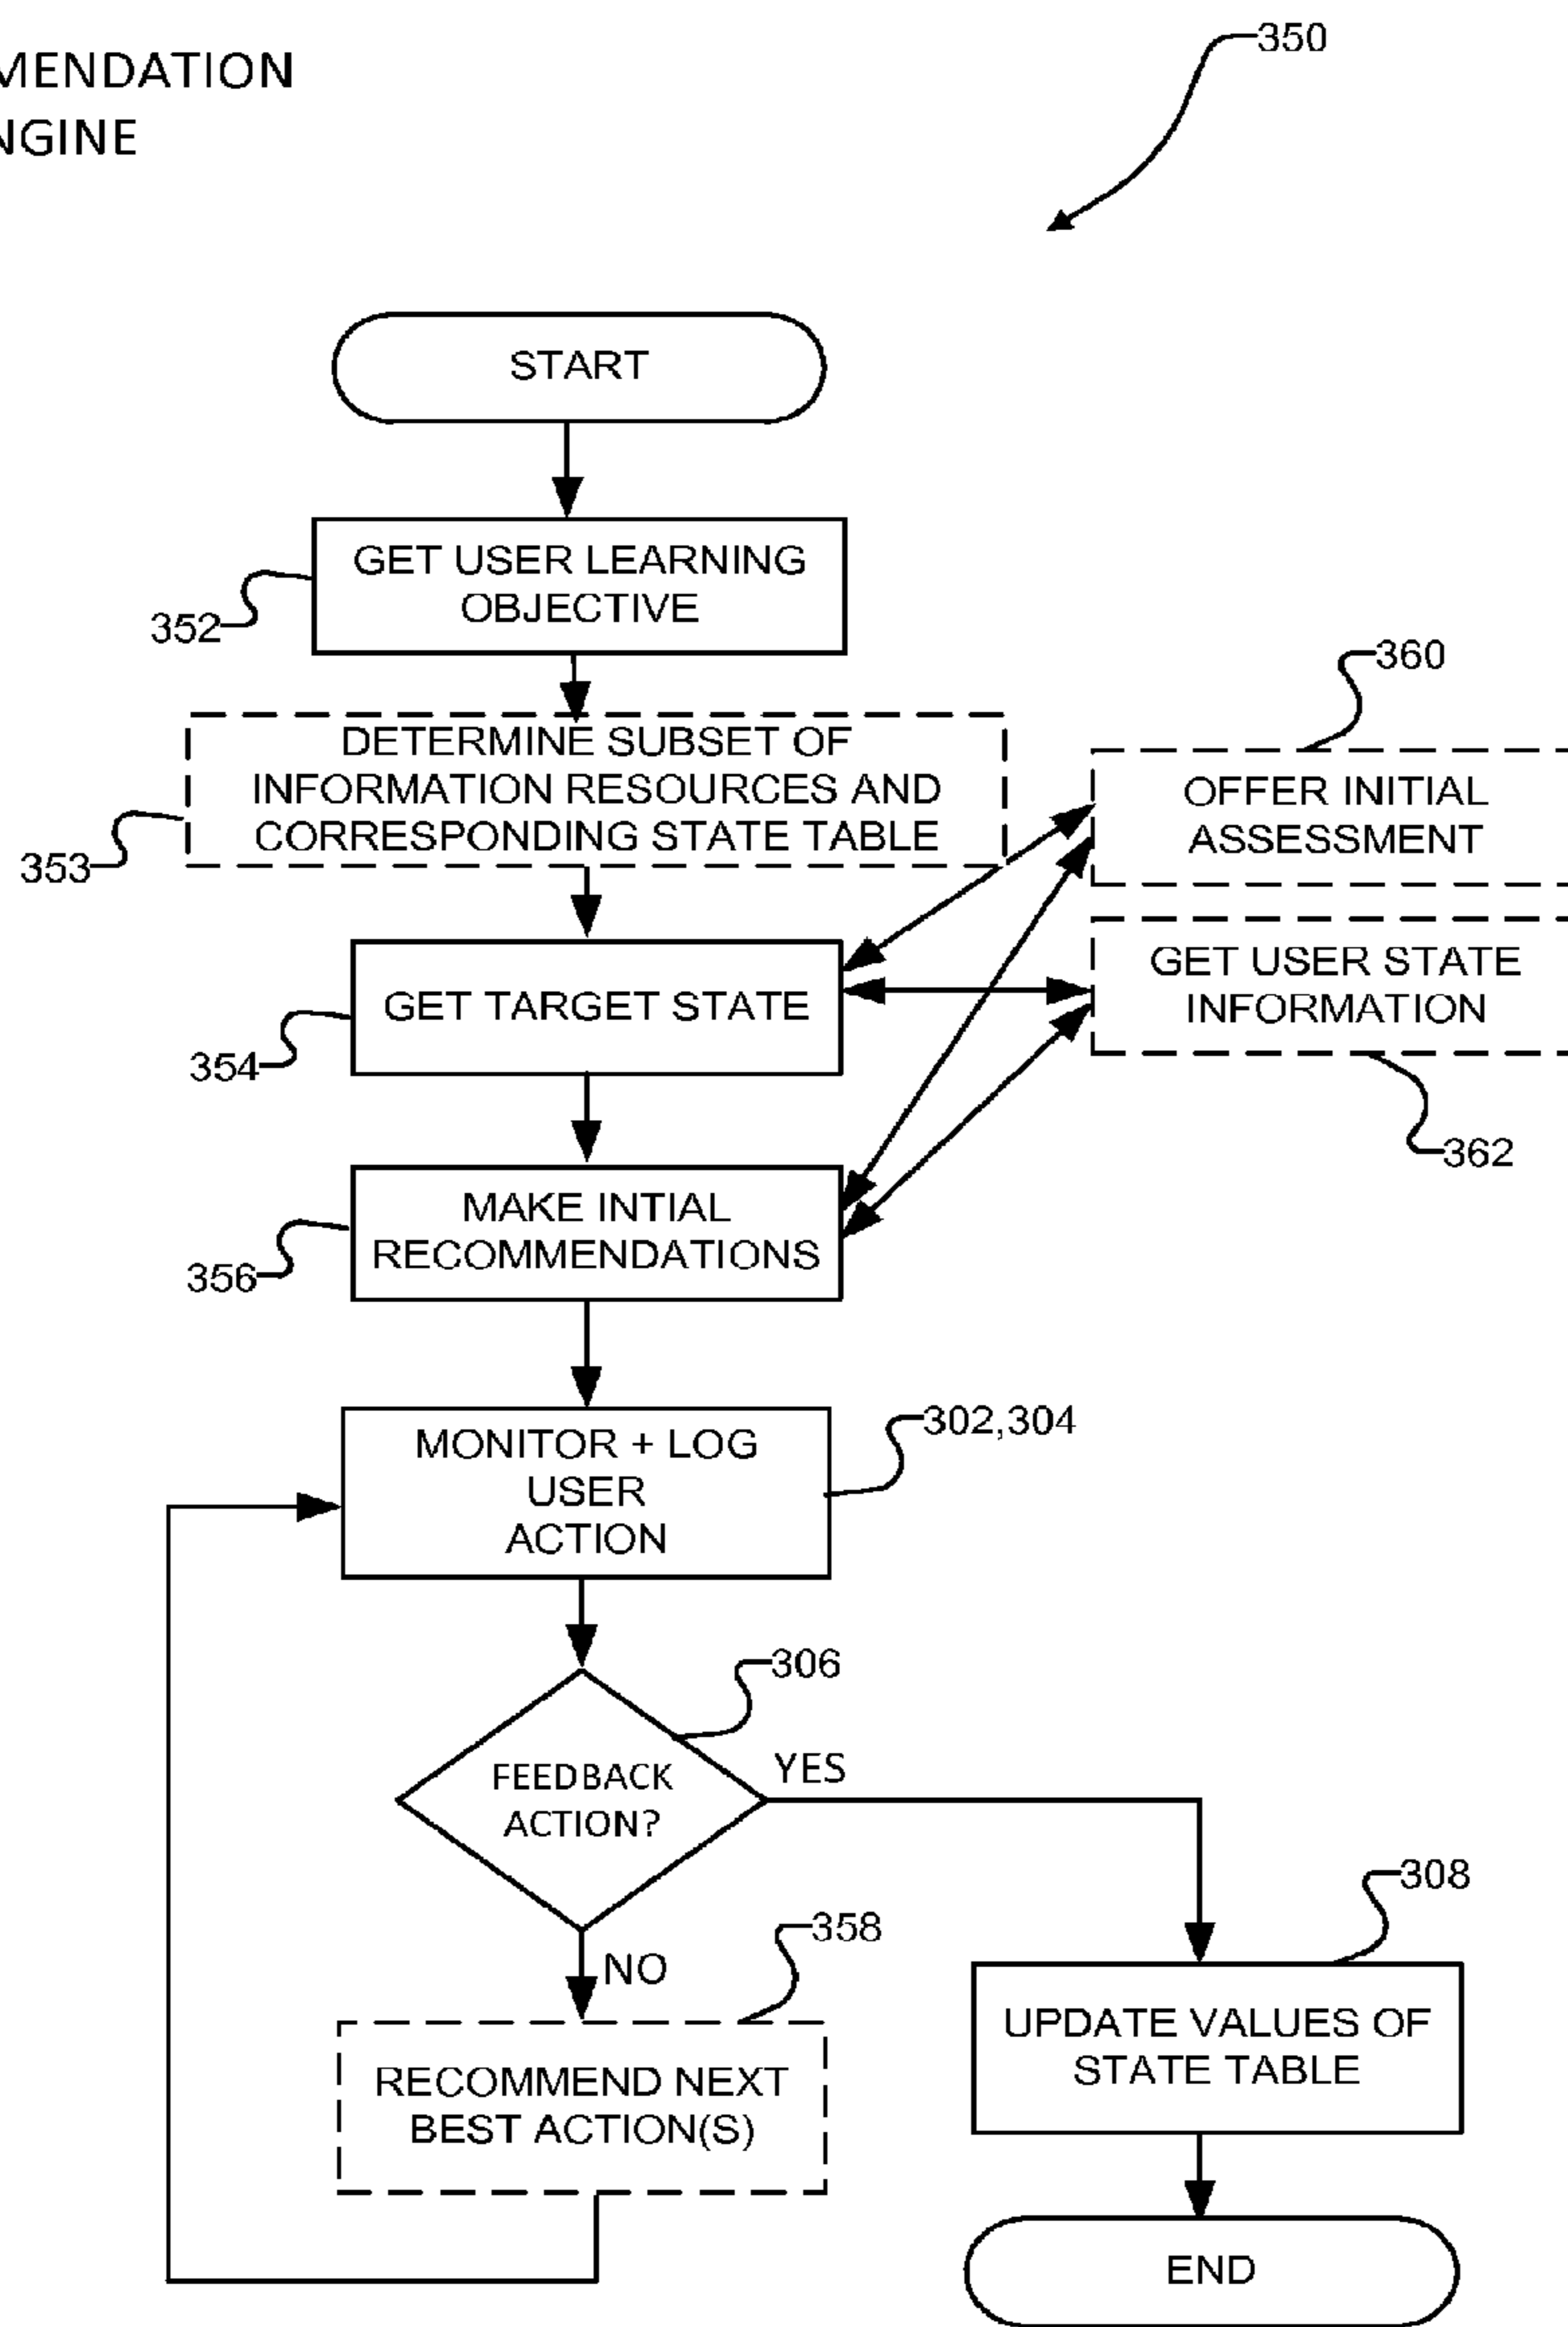 MENDATION
NGINE
350
START
GET USER LEARNING
OBJECTIVE
352
DETERMINE SUBSET OF
INFORMATION RESOURCES AND
CORRESPONDING STATE TABLE
353
360
OFFER INITIAL
ASSESSMENT
GET USER STATE
INFORMATION
362
GET TARGET STATE
354
MAKE INTIAL
RECOMMENDATIONS
356
MONITOR + LOG
USER
ACTION
302,304
306
FEEDBACK
ACTION?
YES
NO
358
RECOMMEND NEXT
BEST ACTION(S)
308
UPDATE VALUES OF
STATE TABLE
END